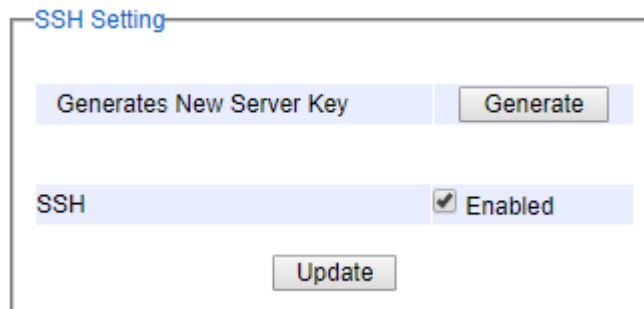 SSH Setting
Generates New Server Key Generate
SSH Enabled
Update